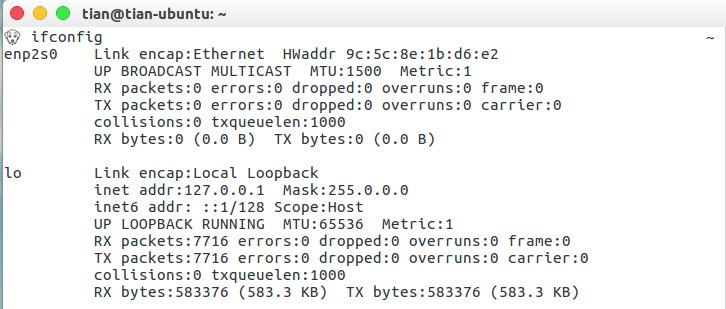 tian@tian-ubuntu: ~
ifconfig ~
enp2s0    Link encap:Ethernet  HWaddr 9c:5c:8e:1b:d6:e2
          UP BROADCAST MULTICAST  MTU:1500  Metric:1
          RX packets:0 errors:0 dropped:0 overruns:0 frame:0
          TX packets:0 errors:0 dropped:0 overruns:0 carrier:0
          collisions:0 txqueuelen:1000
          RX bytes:0 (0.0 B)  TX bytes:0 (0.0 B)

lo        Link encap:Local Loopback
          inet addr:127.0.0.1  Mask:255.0.0.0
          inet6 addr: ::1/128 Scope:Host
          UP LOOPBACK RUNNING  MTU:65536  Metric:1
          RX packets:7716 errors:0 dropped:0 overruns:0 frame:0
          TX packets:7716 errors:0 dropped:0 overruns:0 carrier:0
          collisions:0 txqueuelen:1000
          RX bytes:583376 (583.3 KB)  TX bytes:583376 (583.3 KB)